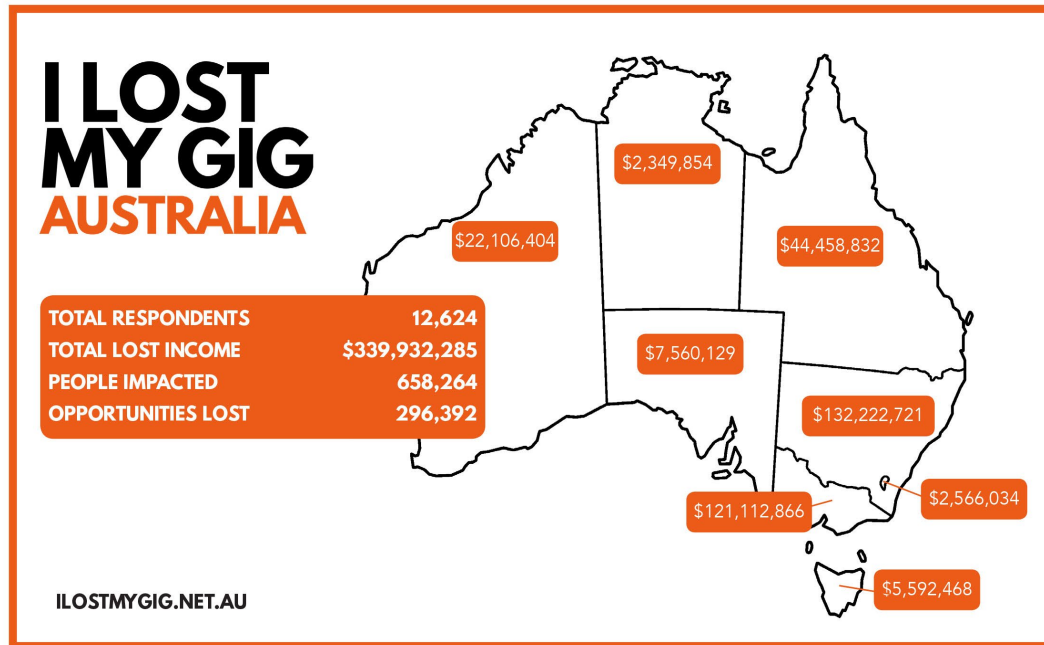 I LOST
MY GIG
AUSTRALIA
TOTAL RESPONDENTS 12,624
TOTAL LOST INCOME $339,932,285
PEOPLE IMPACTED 658,264
OPPORTUNITIES LOST 296,392
$2,349,854
$22,106,404
$44,458,832
$7,560,129
$132,222,721
$2,566,034
$121,112,866
$5,592,468
ILOSTMYGIG.NET.AU